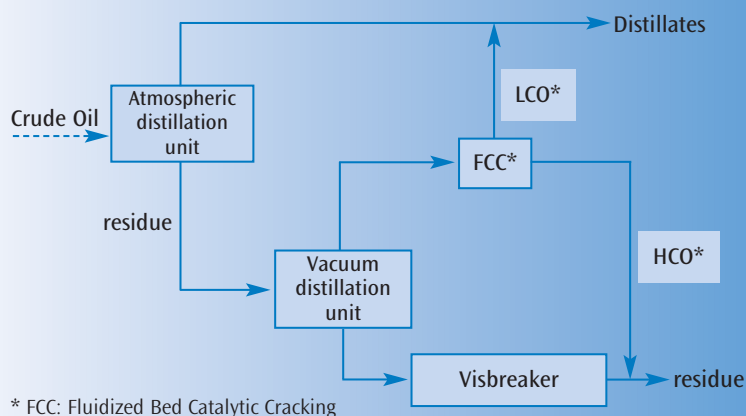 Distillates
Atmospheric
distillation
unit
Crude Oil
LCO*
FCC*
residue
HCO*
Vacuum
distillation
unit
Visbreaker
residue
* FCC: Fluidized Bed Catalytic Cracking